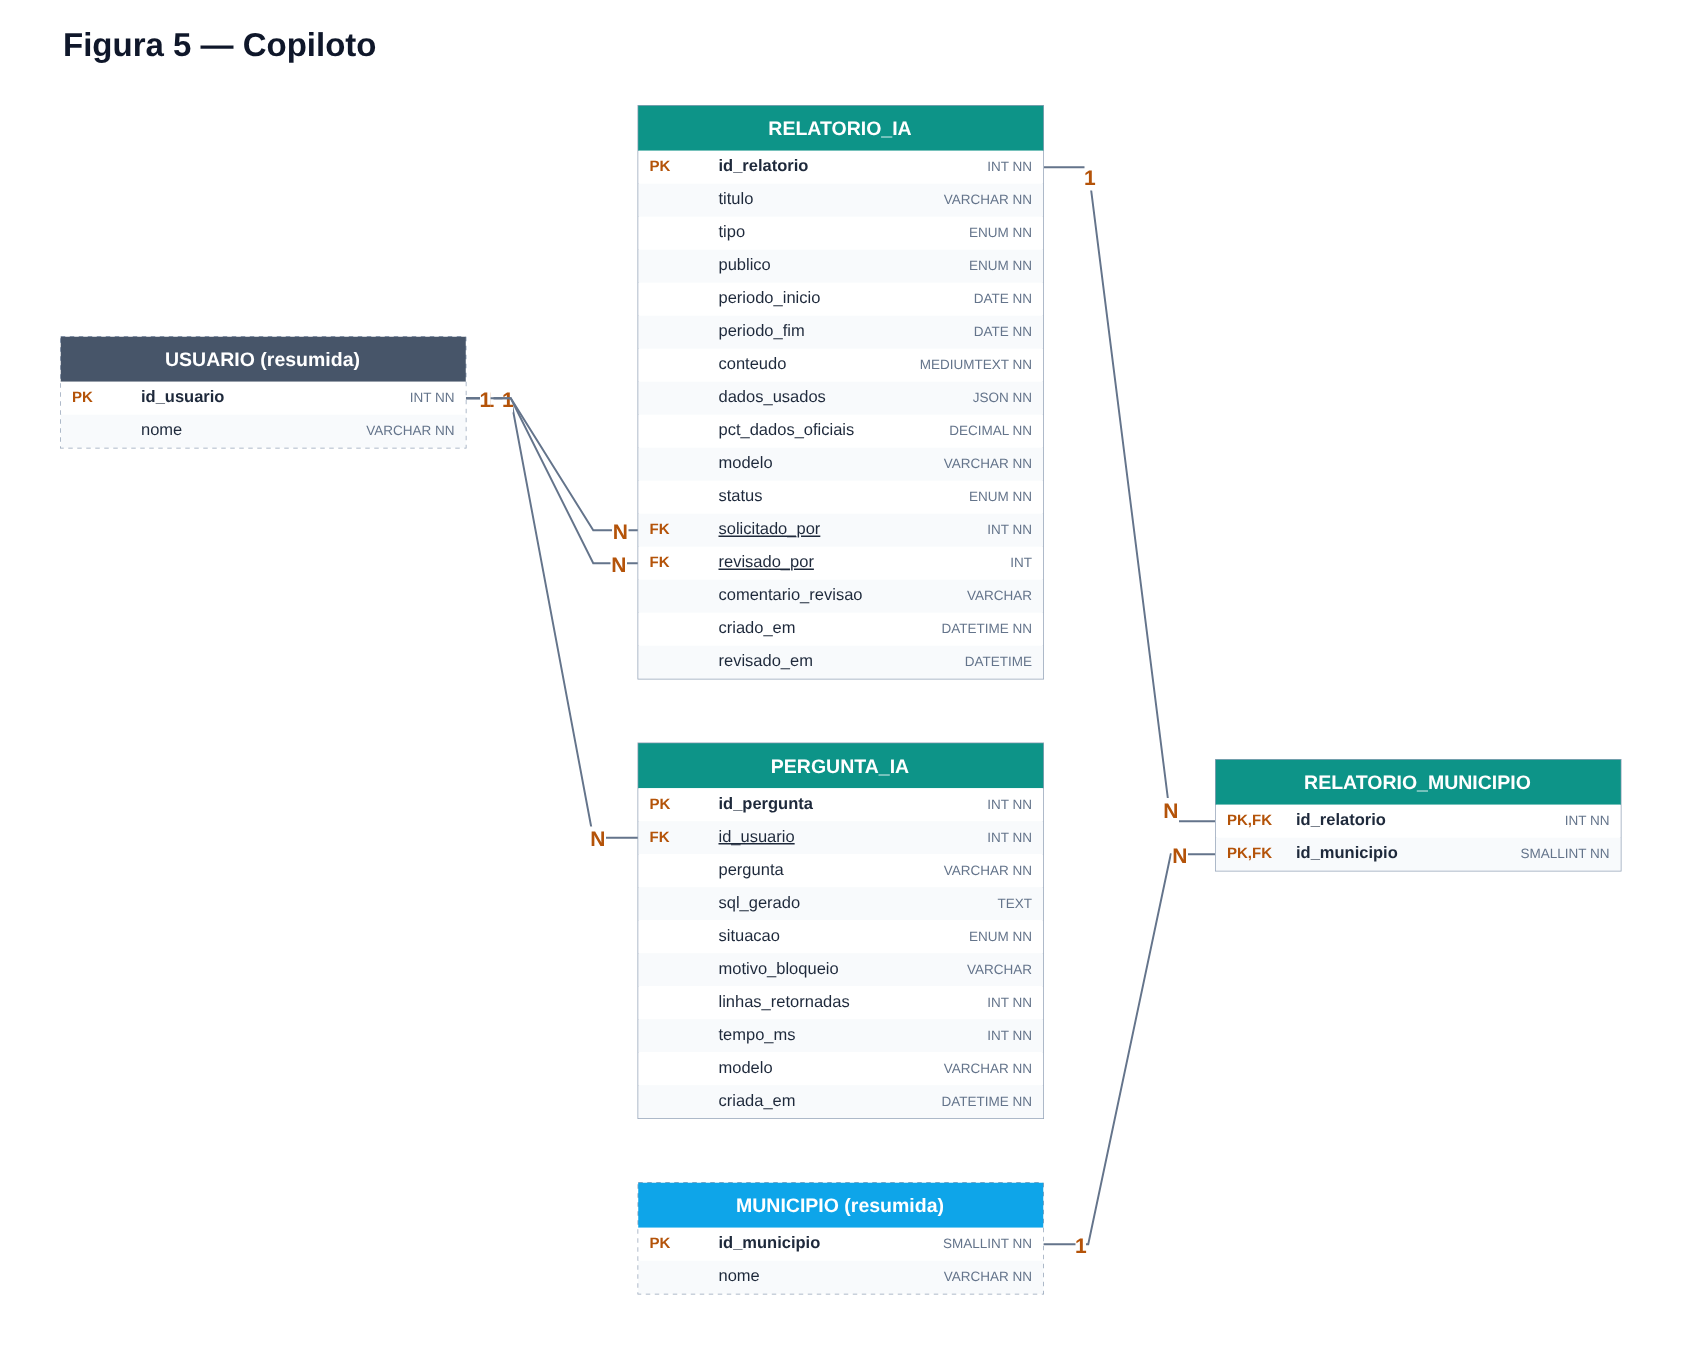 Figura 5 — Copiloto
RELATORIO_IA
PK id_relatorio INT NN
titulo VARCHAR NN
tipo ENUM NN
publico ENUM NN
periodo_inicio DATE NN
periodo_fim DATE NN
conteudo MEDIUMTEXT NN
dados_usados JSON NN
pct_dados_oficiais DECIMAL NN
modelo VARCHAR NN
status ENUM NN
FK solicitado_por INT NN
FK revisado_por INT
comentario_revisao VARCHAR
criado_em DATETIME NN
revisado_em DATETIME
1
USUARIO (resumida)
PK id_usuario INT NN
nome VARCHAR NN
1 1
N
N
N
PERGUNTA_IA
PK id_pergunta INT NN
FK id_usuario INT NN
pergunta VARCHAR NN
sql_gerado TEXT
situacao ENUM NN
motivo_bloqueio VARCHAR
linhas_retornadas INT NN
tempo_ms INT NN
modelo VARCHAR NN
criada_em DATETIME NN
RELATORIO_MUNICIPIO
N PK,FK id_relatorio INT NN
N PK,FK id_municipio SMALLINT NN
MUNICIPIO (resumida)
PK id_municipio SMALLINT NN 1
nome VARCHAR NN